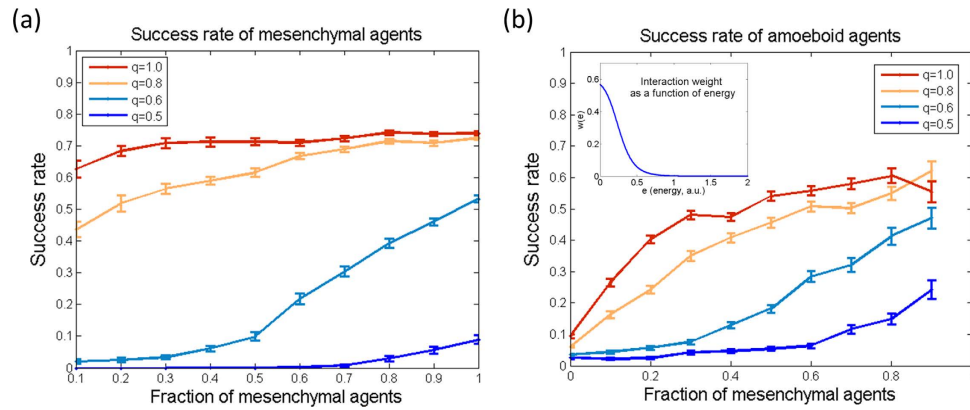 (a)
Success rate of mesenchymal agents
Success rate
1
0.9
0.8
0.7
0.6
0.5
0.4
0.3
0.2
0.1
0
q=1.0
q=0.8
q=0.6
q=0.5
0.1 0.2 0.3 0.4 0.5 0.6 0.7 0.8 0.9 1
Fraction of mesenchymal agents
(b)
Success rate of amoeboid agents
Success rate
1
0.9
0.8
0.7
0.6
0.5
0.4
0.3
0.2
0.1
0
Interaction weight
as a function of energy
w(e)
0.6
0.4
0.2
0
0 0.5 1 1.5 2
e (energy, a.u.)
q=1.0
q=0.8
q=0.6
q=0.5
0 0.2 0.4 0.6 0.8 1
Fraction of mesenchymal agents